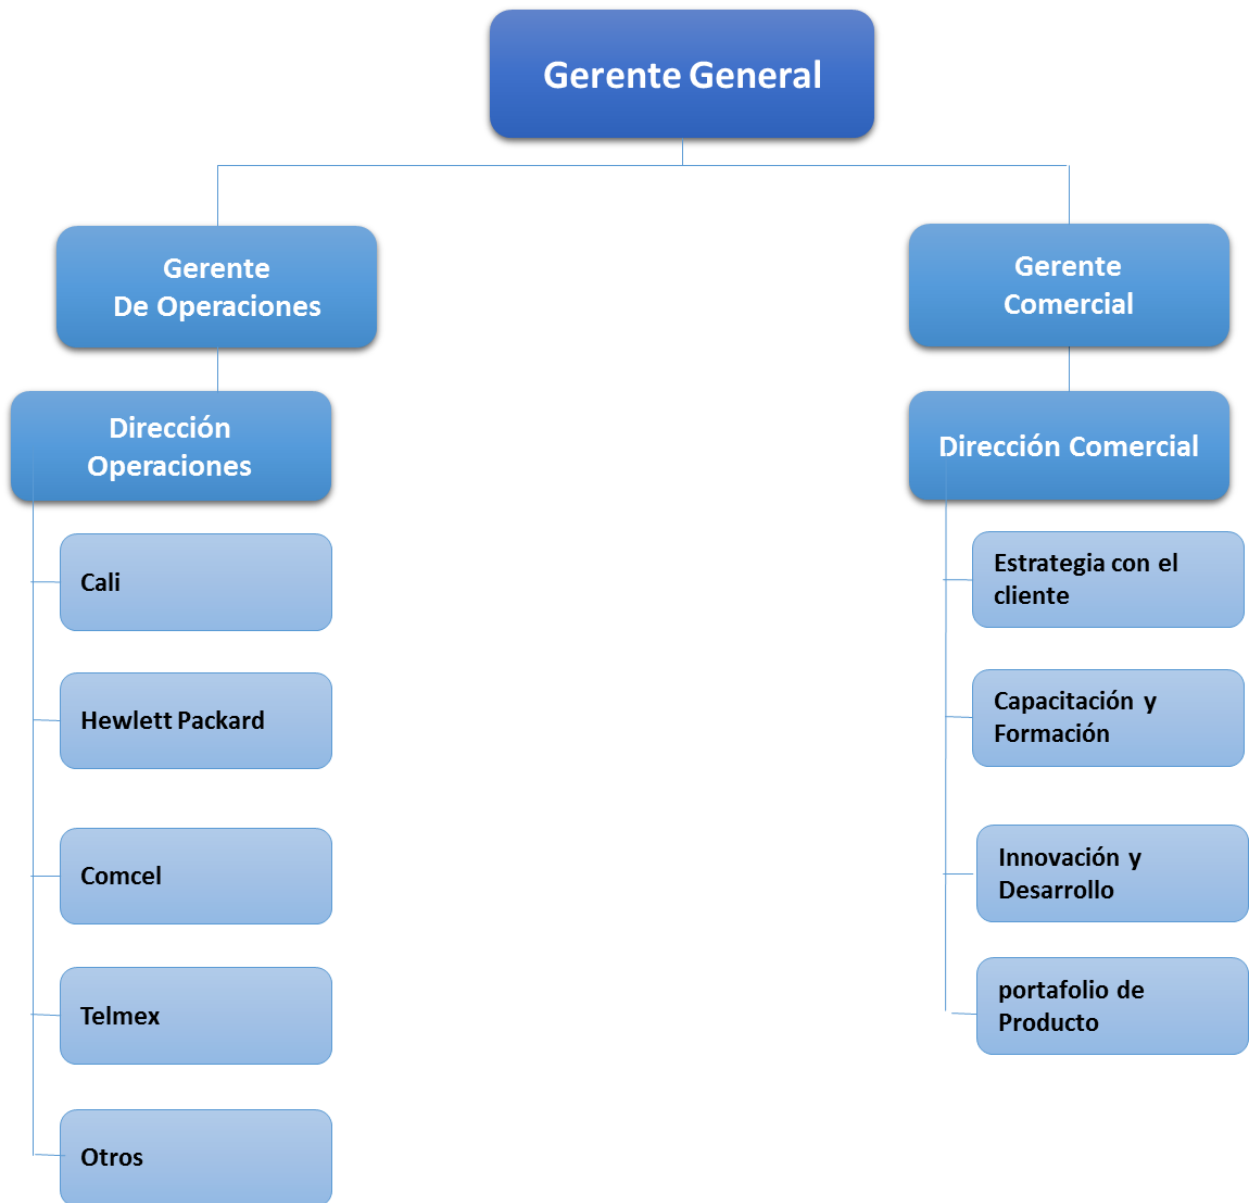 Gerente General
Gerente
De Operaciones
Dirección
Operaciones
Cali
Hewlett Packard
Comcel
Telmex
Otros
Gerente
Comercial
Dirección Comercial
Estrategia con el
cliente
Capacitación y
Formación
Innovación y
Desarrollo
portafolio de
Producto